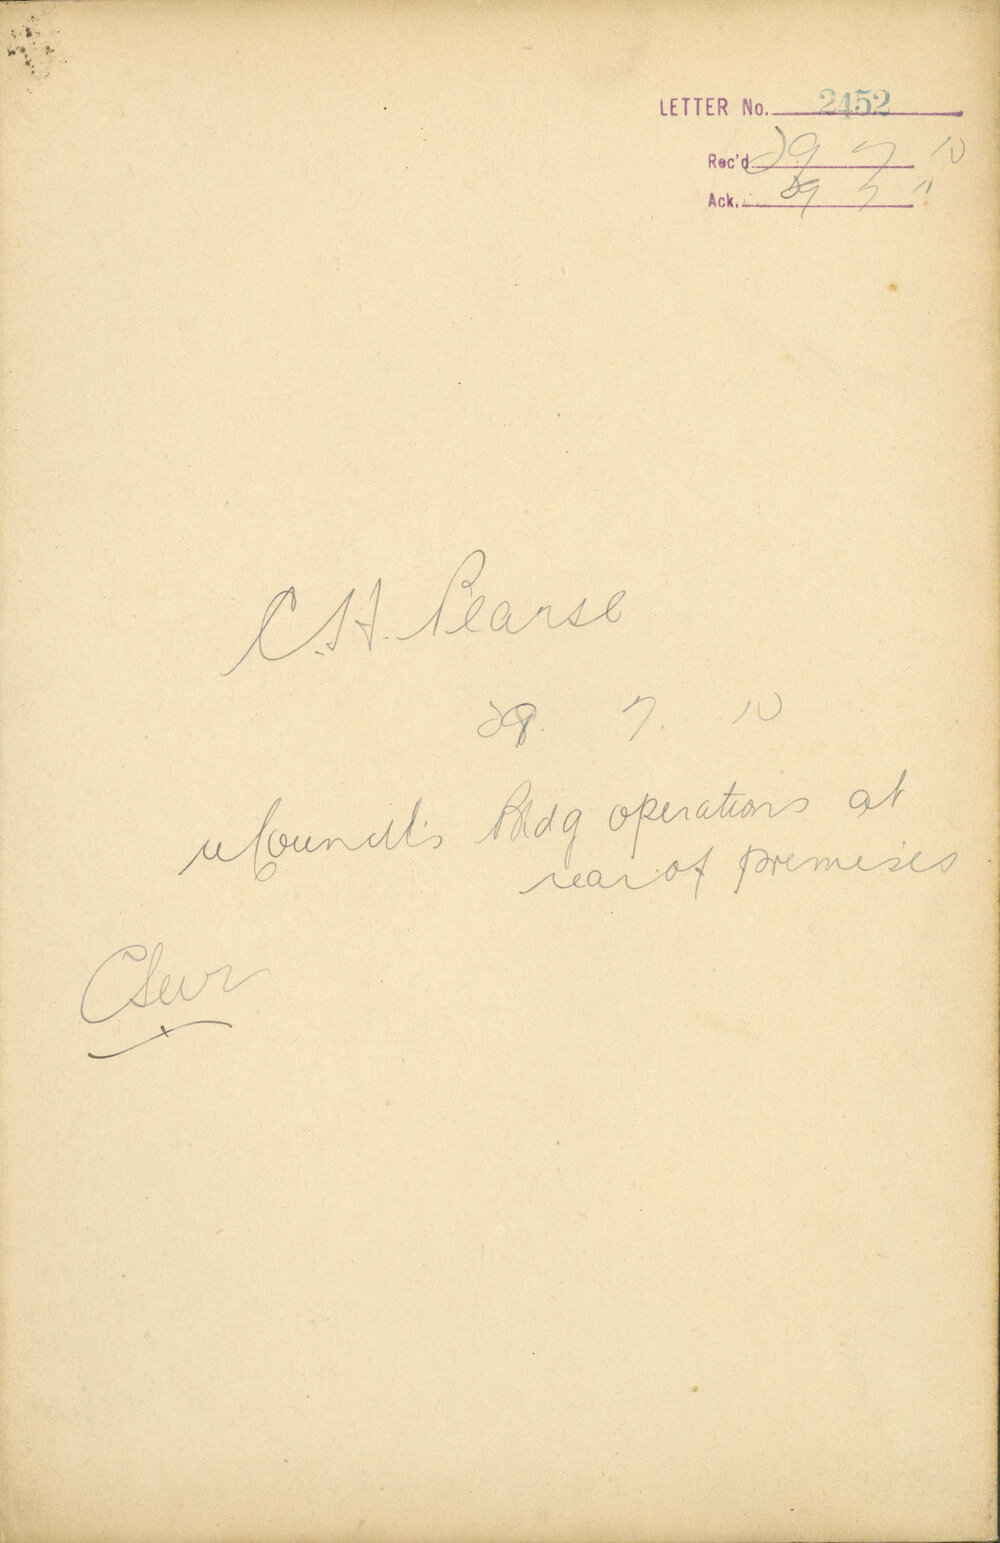 LETTER No. 2452
Rec'd 29 7 10
Ack. 29 7 "
C.H. Pearse
29. 7. 10
re Council's Bldg operations at
rear of premises